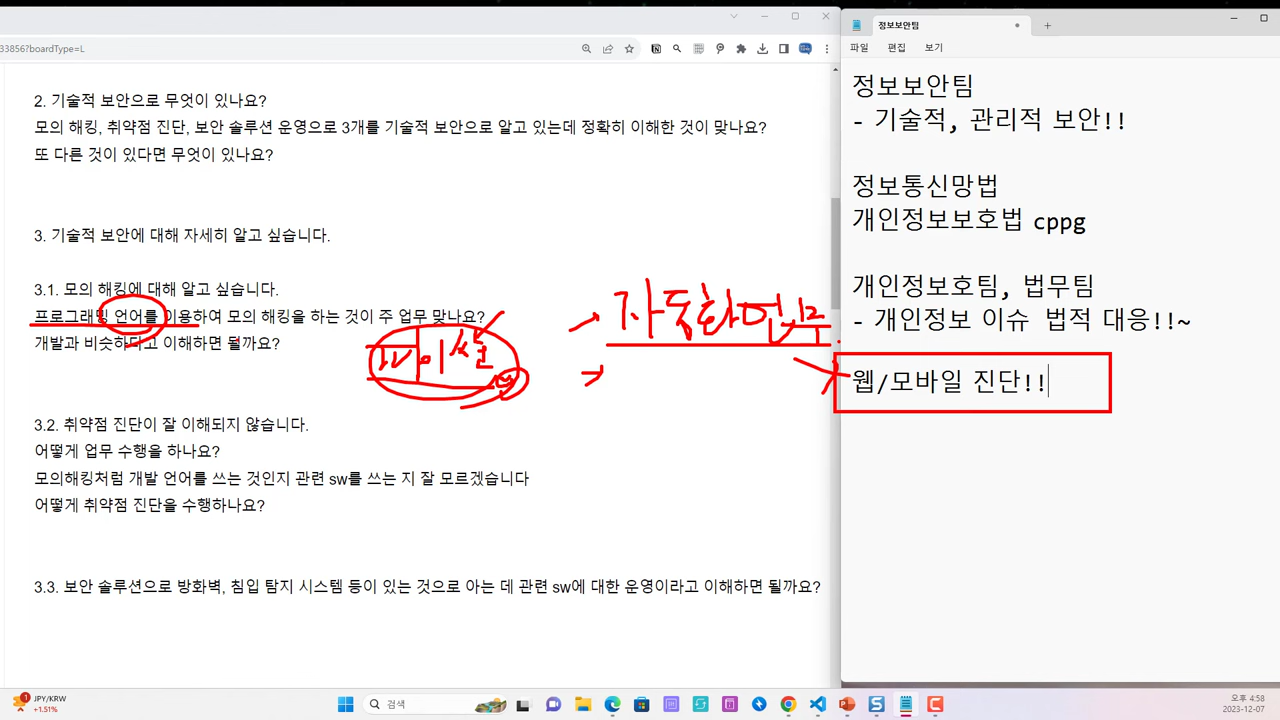 33856?boardType=L
2. 기술적 보안으로 무엇이 있나요?
모의 해킹, 취약점 진단, 보안 솔루션 운영으로 3개를 기술적 보안으로 알고 있는데 정확히 이해한 것이 맞나요?
또 다른 것이 있다면 무엇이 있나요?
3. 기술적 보안에 대해 자세히 알고 싶습니다.
3.1. 모의 해킹에 대해 알고 싶습니다.
프로그래밍 언어를 이용하여 모의 해킹을 하는 것이 주 업무 맞나요?
개발과 비슷하다고 이해하면 될까요?
자동화 업무
파이썬
3.2. 취약점 진단이 잘 이해되지 않습니다.
어떻게 업무 수행을 하나요?
모의해킹처럼 개발 언어를 쓰는 것인지 관련 sw를 쓰는 지 잘 모르겠습니다
어떻게 취약점 진단을 수행하나요?
3.3. 보안 솔루션으로 방화벽, 침입 탐지 시스템 등이 있는 것으로 아는 데 관련 sw에 대한 운영이라고 이해하면 될까요?
정보보안팀
파일 편집 보기
정보보안팀
- 기술적, 관리적 보안!!
정보통신망법
개인정보보호법 cppg
개인정보호팀, 법무팀
- 개인정보 이슈 법적 대응!!~
웹/모바일 진단!!
JPY/KRW
+1.51%
검색
오후 4:58
2023-12-07